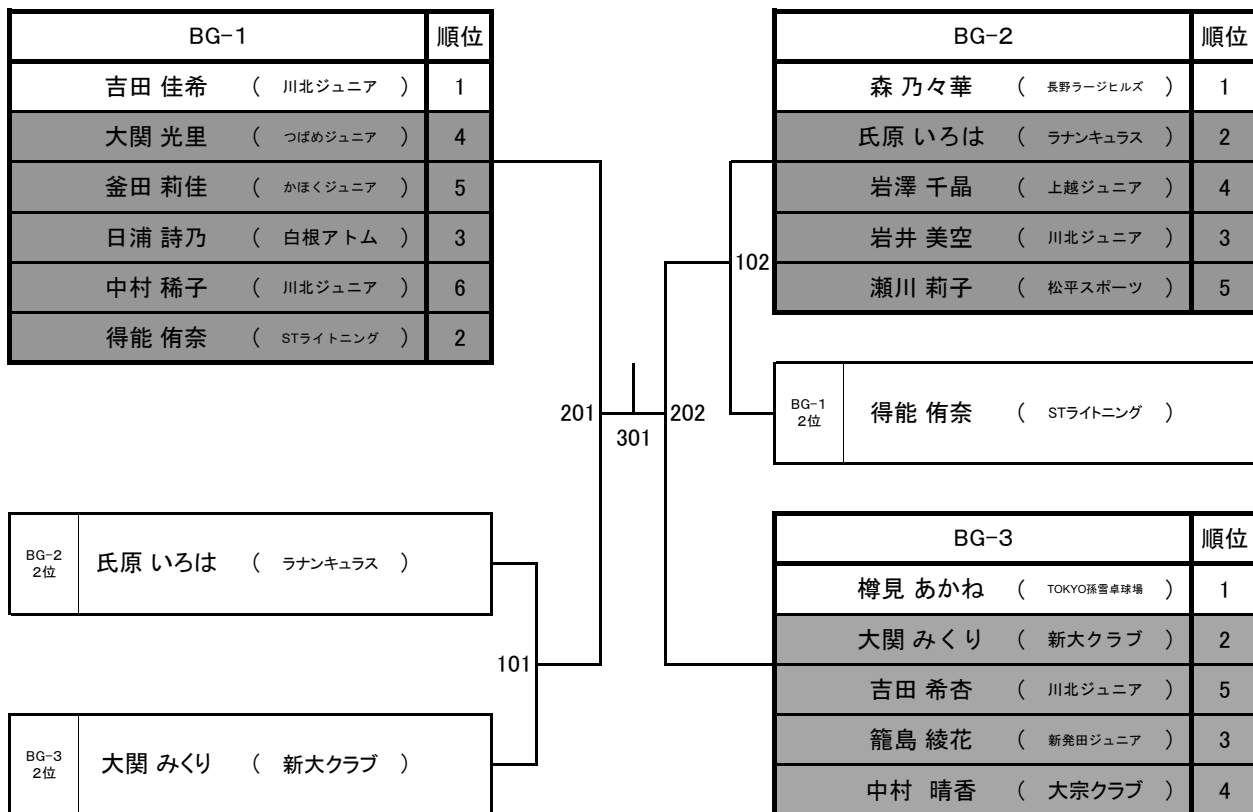 BG-1 順位
吉田 佳希 ( 川北ジュニア ) 1
大関 光里 ( つばめジュニア ) 4
釜田 莉佳 ( かほくジュニア ) 5
日浦 詩乃 ( 白根アトム ) 3
中村 稀子 ( 川北ジュニア ) 6
得能 侑奈 ( STライトニング ) 2
BG-2 順位
森 乃々華 ( 長野ラージヒルズ ) 1
氏原 いろは ( ラナンキュラス ) 2
岩澤 千晶 ( 上越ジュニア ) 4
岩井 美空 ( 川北ジュニア ) 3
瀬川 莉子 ( 松平スポーツ ) 5
102
BG-1
2位
得能 侑奈 ( STライトニング )
201
202
301
BG-2
2位
氏原 いろは ( ラナンキュラス )
101
BG-3
2位
大関 みくり ( 新大クラブ )
BG-3 順位
樽見 あかね ( TOKYO孫雪卓球場 ) 1
大関 みくり ( 新大クラブ ) 2
吉田 希杏 ( 川北ジュニア ) 5
籠島 綾花 ( 新発田ジュニア ) 3
中村 晴香 ( 大宗クラブ ) 4